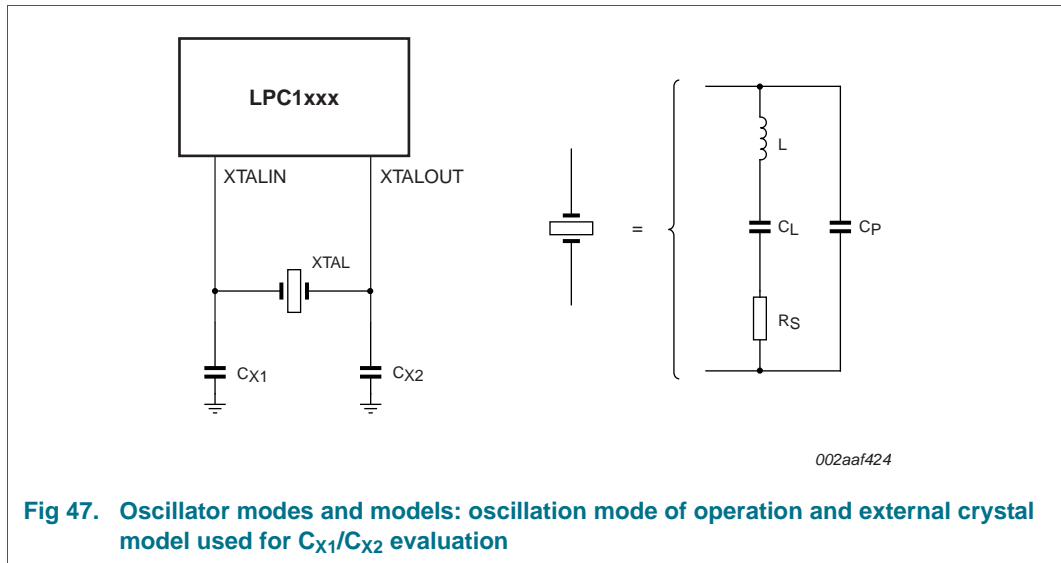 LPC1xxx
XTALIN XTALOUT
XTAL
CX1 CX2
=
L
CL CP
RS
002aaf424
Fig 47. Oscillator modes and models: oscillation mode of operation and external crystal
model used for CX1/CX2 evaluation